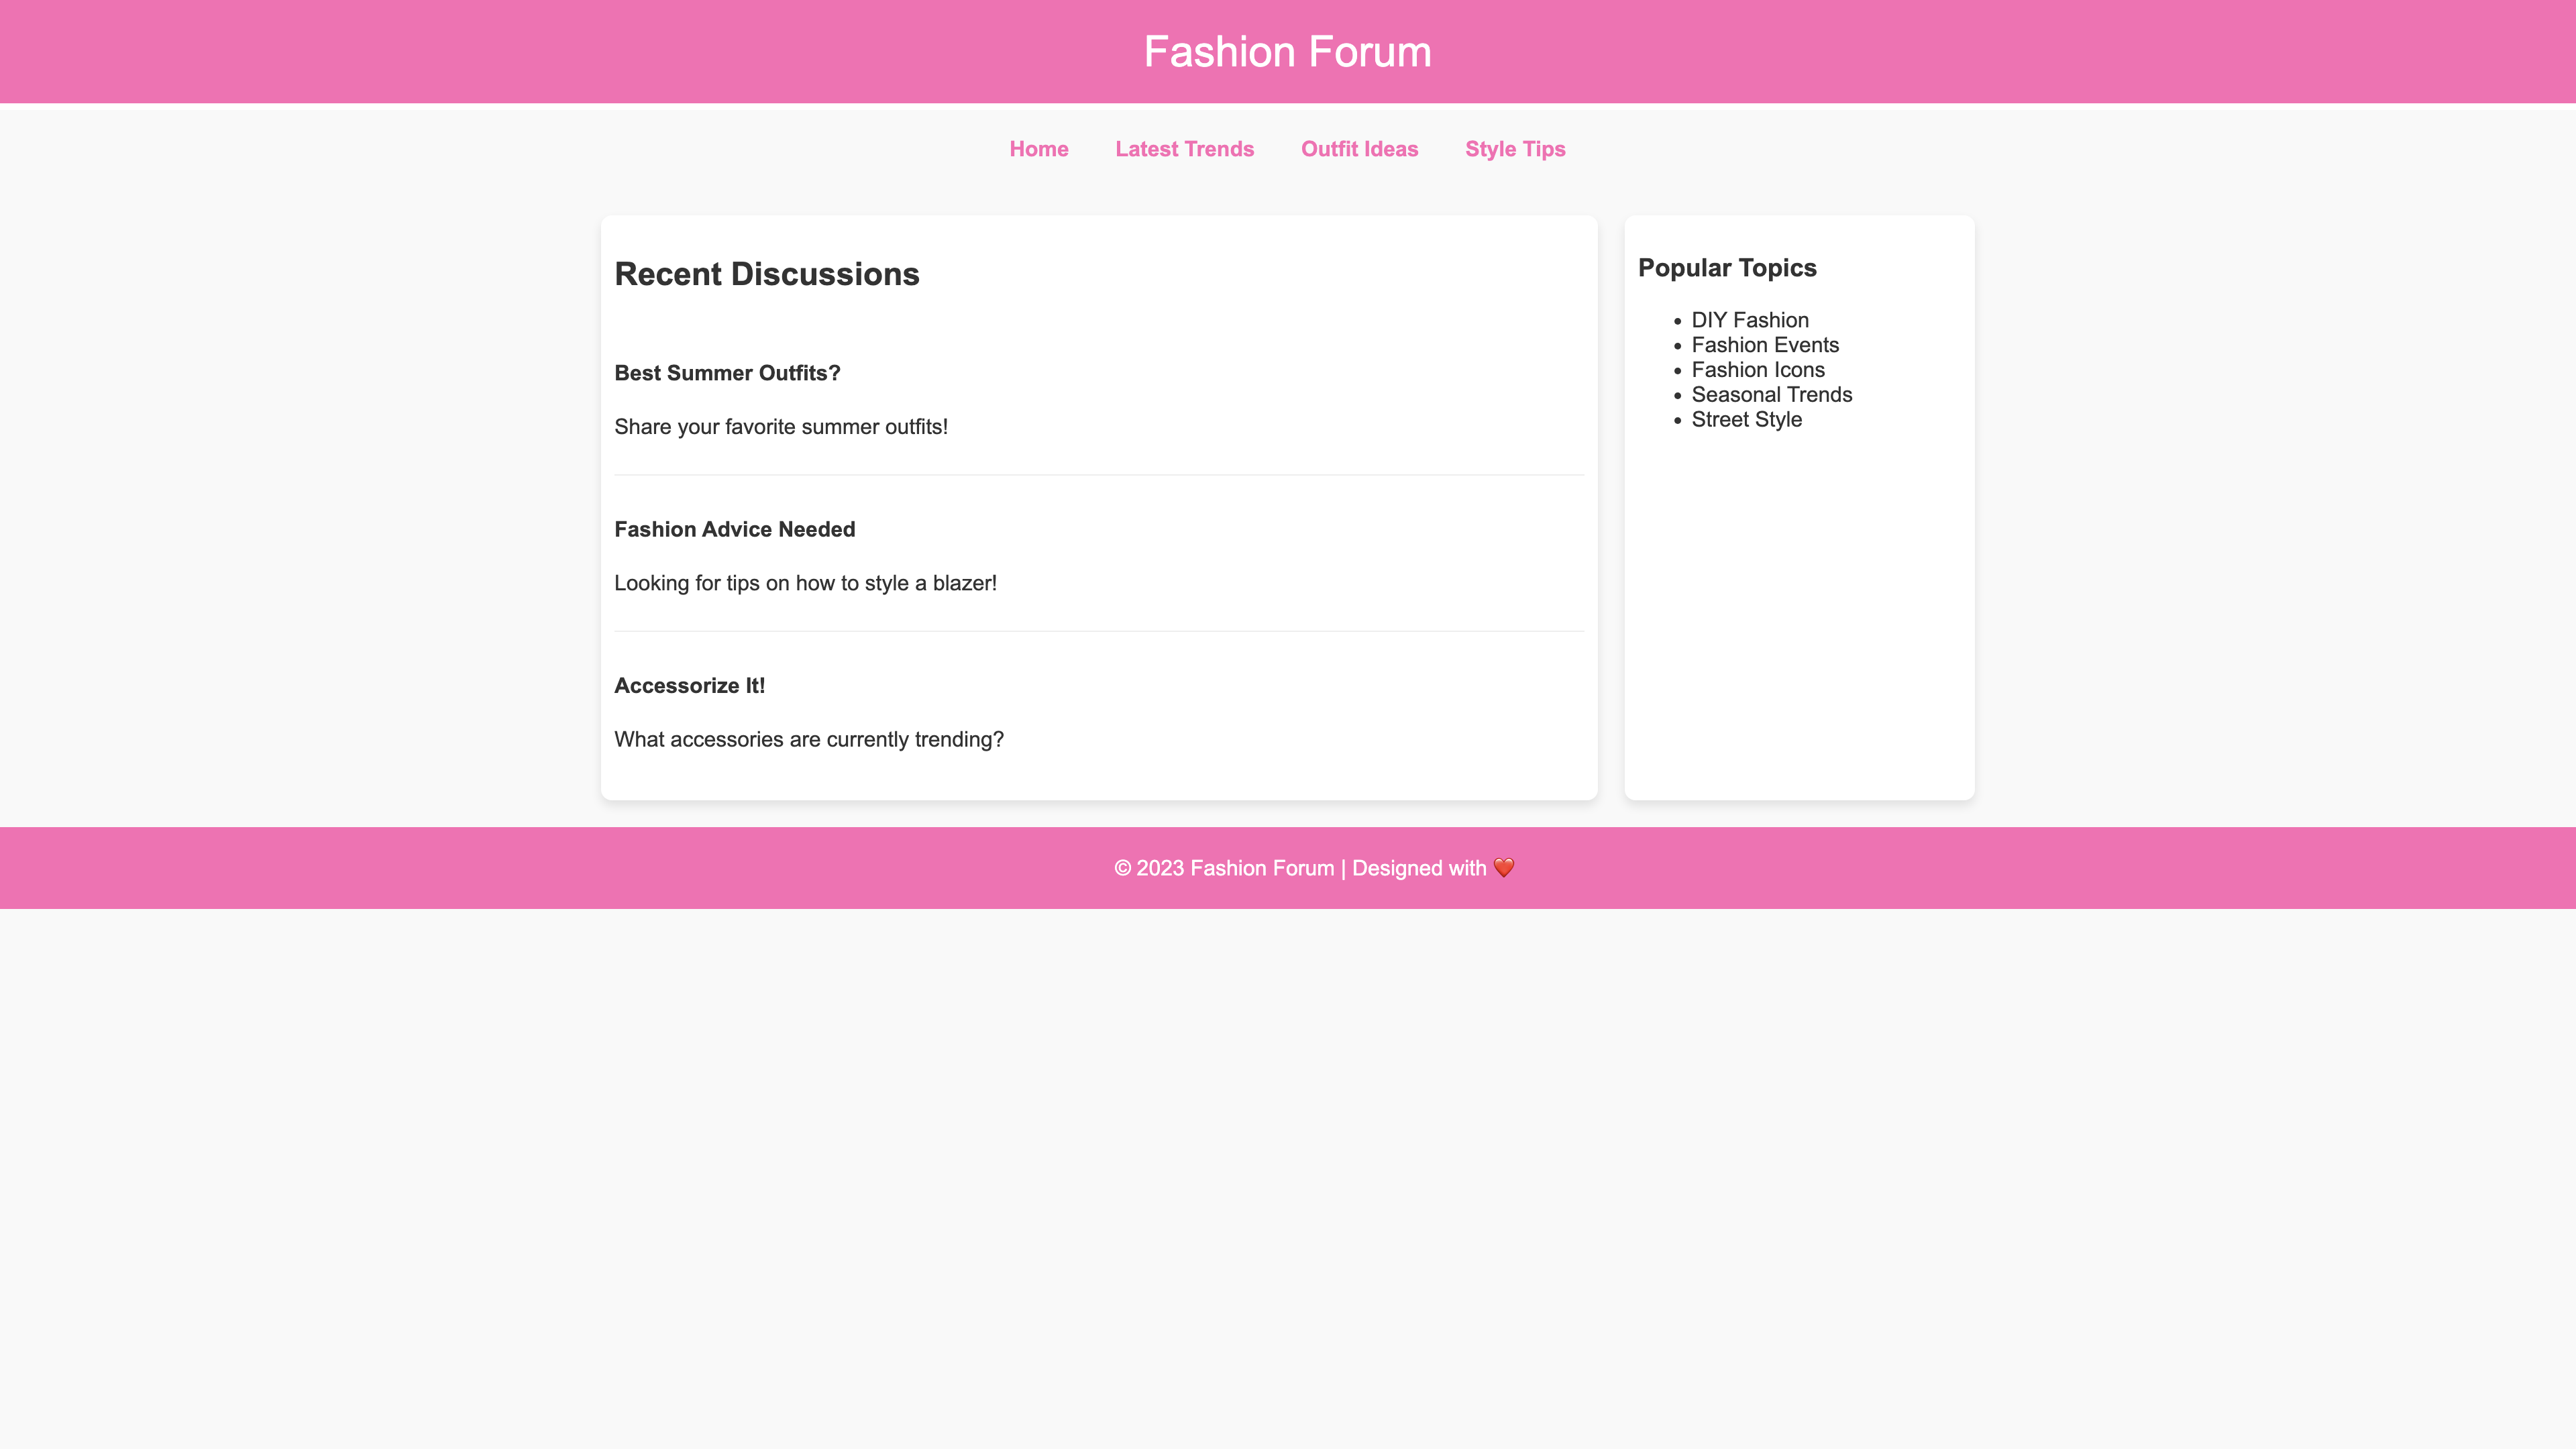 Fashion Forum
Home Latest Trends Outfit Ideas Style Tips
Recent Discussions
Best Summer Outfits?
Share your favorite summer outfits!
Fashion Advice Needed
Looking for tips on how to style a blazer!
Accessorize It!
What accessories are currently trending?
Popular Topics
• DIY Fashion
• Fashion Events
• Fashion Icons
• Seasonal Trends
• Street Style
© 2023 Fashion Forum | Designed with ❤️